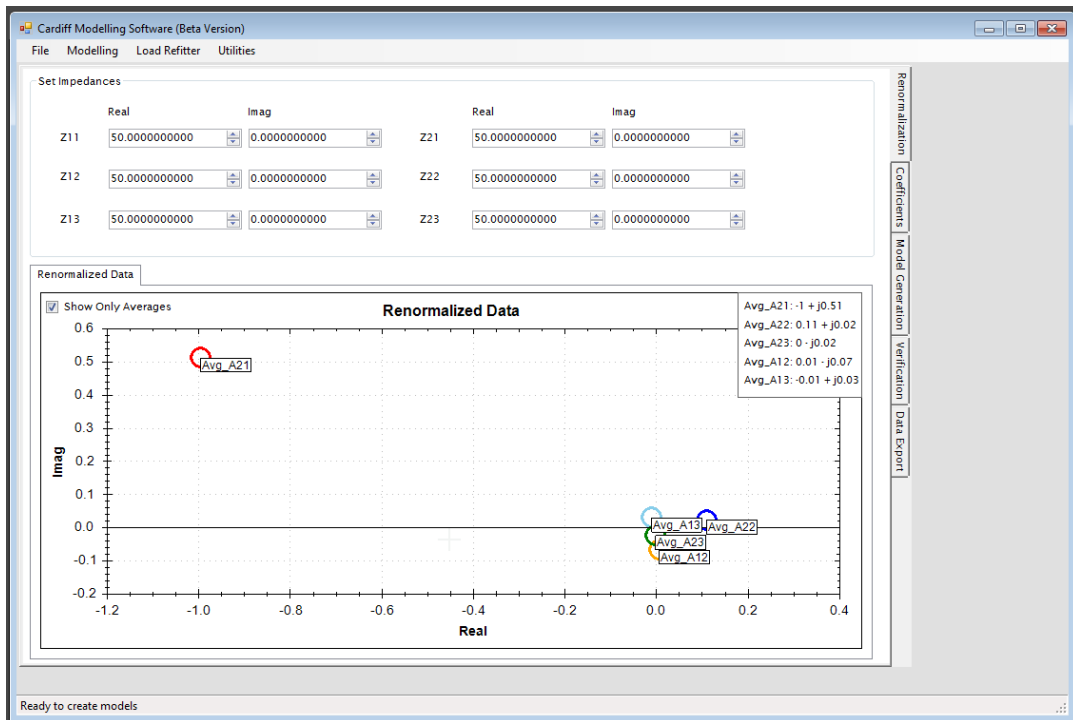 Cardiff Modelling Software (Beta Version)
File Modelling Load Refitter Utilities
Set Impedances
Real Imag Real Imag
Z11 50.0000000000 0.0000000000 Z21 50.0000000000 0.0000000000
Z12 50.0000000000 0.0000000000 Z22 50.0000000000 0.0000000000
Z13 50.0000000000 0.0000000000 Z23 50.0000000000 0.0000000000
Renormalization
Coefficients
Model Generation
Verification
Data Export
Renormalized Data
Show Only Averages
Renormalized Data
Avg_A21: -1 + j0.51
Avg_A22: 0.11 + j0.02
Avg_A23: 0 - j0.02
Avg_A12: 0.01 - j0.07
Avg_A13: -0.01 + j0.03
0.6
0.5
0.4
0.3
0.2
0.1
0.0
-0.1
-0.2
Imag
Avg_A21
Avg_A13
Avg_A22
Avg_A23
Avg_A12
-1.2 -1.0 -0.8 -0.6 -0.4 -0.2 0.0 0.2 0.4
Real
Ready to create models